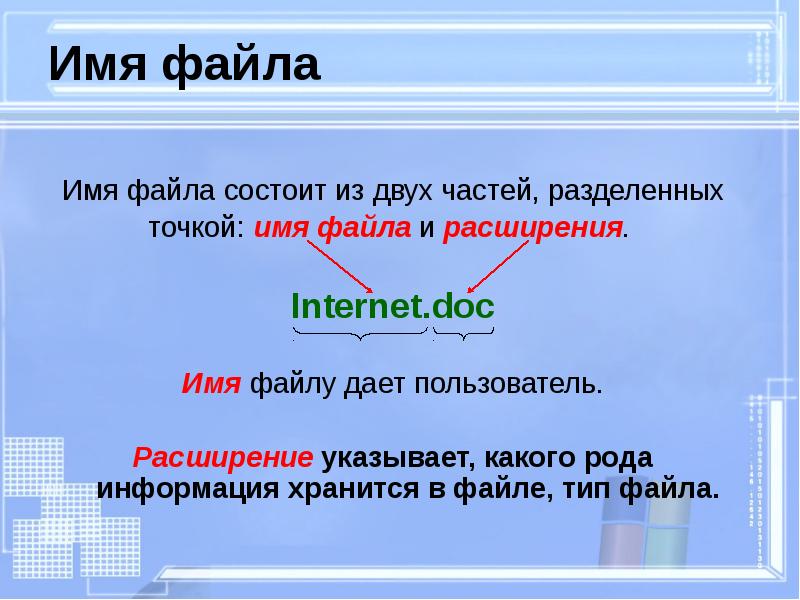 Имя файла
Имя файла состоит из двух частей, разделенных
точкой: имя файла и расширения.
Internet.doc
Имя файлу дает пользователь.
Расширение указывает, какого рода
информация хранится в файле, тип файла.